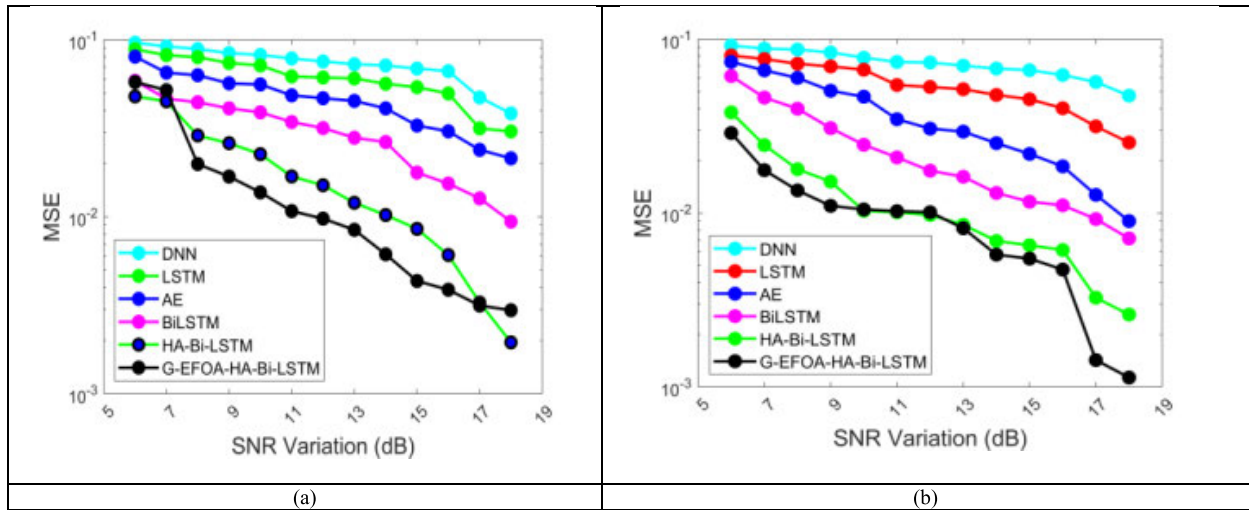 10⁻¹
10⁻²
10⁻³
MSE
DNN
LSTM
AE
BiLSTM
HA-Bi-LSTM
G-EFOA-HA-Bi-LSTM
5 7 9 11 13 15 17 19
SNR Variation (dB)
(a)
10⁻¹
10⁻²
10⁻³
MSE
DNN
LSTM
AE
BiLSTM
HA-Bi-LSTM
G-EFOA-HA-Bi-LSTM
5 7 9 11 13 15 17 19
SNR Variation (dB)
(b)